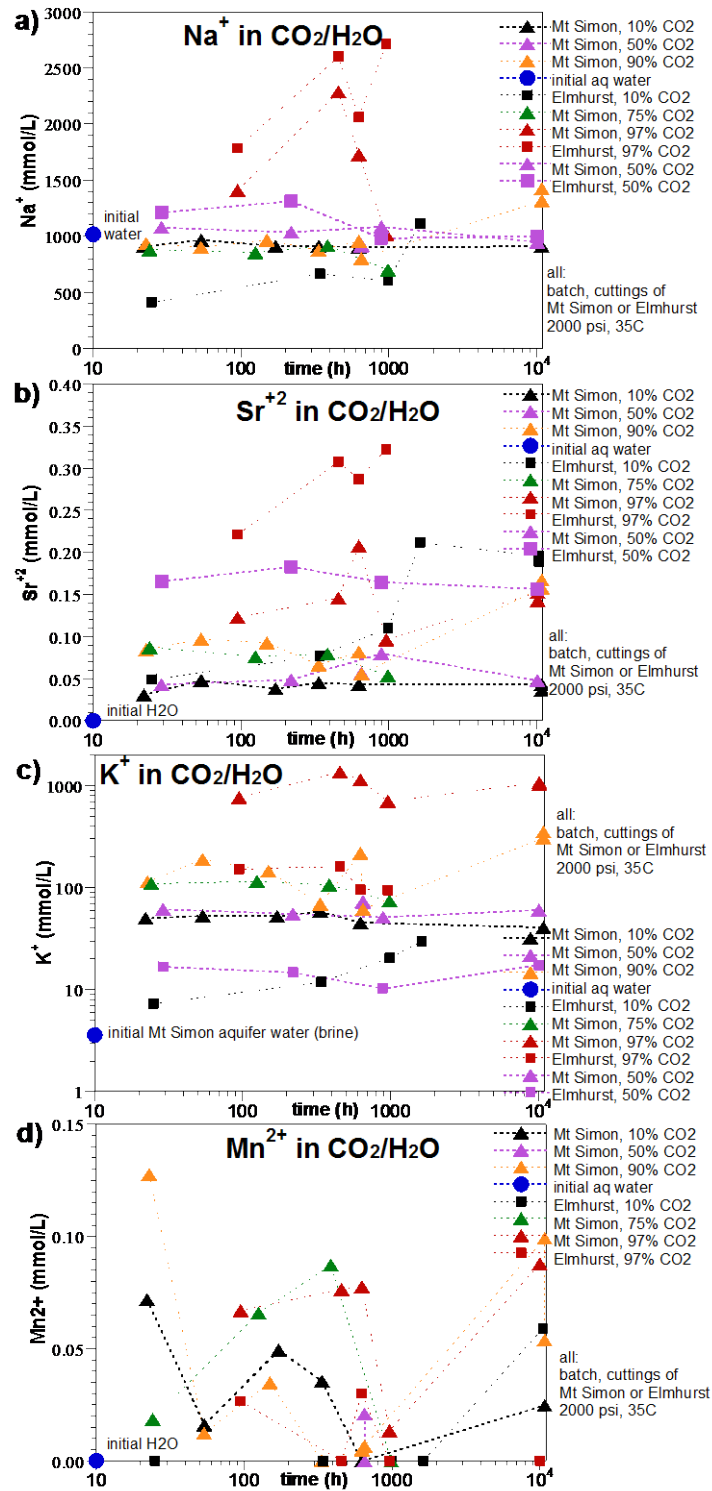 a)
Na+ in CO2/H2O
Na+ (mmol/L)
3000
2500
2000
1500
1000
500
0
initial
water
10
100
1000
10^4
time (h)
Mt Simon, 10% CO2
Mt Simon, 50% CO2
Mt Simon, 90% CO2
initial aq water
Elmhurst, 10% CO2
Mt Simon, 75% CO2
Mt Simon, 97% CO2
Elmhurst, 97% CO2
Mt Simon, 50% CO2
Elmhurst, 50% CO2
all:
batch, cuttings of
Mt Simon or Elmhurst
2000 psi, 35C
b)
Sr+2 in CO2/H2O
Sr+2 (mmol/L)
0.40
0.35
0.30
0.25
0.20
0.15
0.10
0.05
0.00
initial H2O
10
100
1000
10^4
time (h)
Mt Simon, 10% CO2
Mt Simon, 50% CO2
Mt Simon, 90% CO2
initial aq water
Elmhurst, 10% CO2
Mt Simon, 75% CO2
Mt Simon, 97% CO2
Elmhurst, 97% CO2
Mt Simon, 50% CO2
Elmhurst, 50% CO2
all:
batch, cuttings of
Mt Simon or Elmhurst
2000 psi, 35C
c)
K+ in CO2/H2O
K+ (mmol/L)
1000
100
10
1
initial Mt Simon aquifer water (brine)
10
100
1000
10^4
time (h)
all:
batch, cuttings of
Mt Simon or Elmhurst
2000 psi, 35C
Mt Simon, 10% CO2
Mt Simon, 50% CO2
Mt Simon, 90% CO2
initial aq water
Elmhurst, 10% CO2
Mt Simon, 75% CO2
Mt Simon, 97% CO2
Elmhurst, 97% CO2
Mt Simon, 50% CO2
Elmhurst, 50% CO2
d)
Mn2+ in CO2/H2O
Mn2+ (mmol/L)
0.15
0.10
0.05
0.00
initial H2O
10
100
1000
10^4
time (h)
Mt Simon, 10% CO2
Mt Simon, 50% CO2
Mt Simon, 90% CO2
initial aq water
Elmhurst, 10% CO2
Mt Simon, 75% CO2
Mt Simon, 97% CO2
Elmhurst, 97% CO2
all:
batch, cuttings of
Mt Simon or Elmhurst
2000 psi, 35C